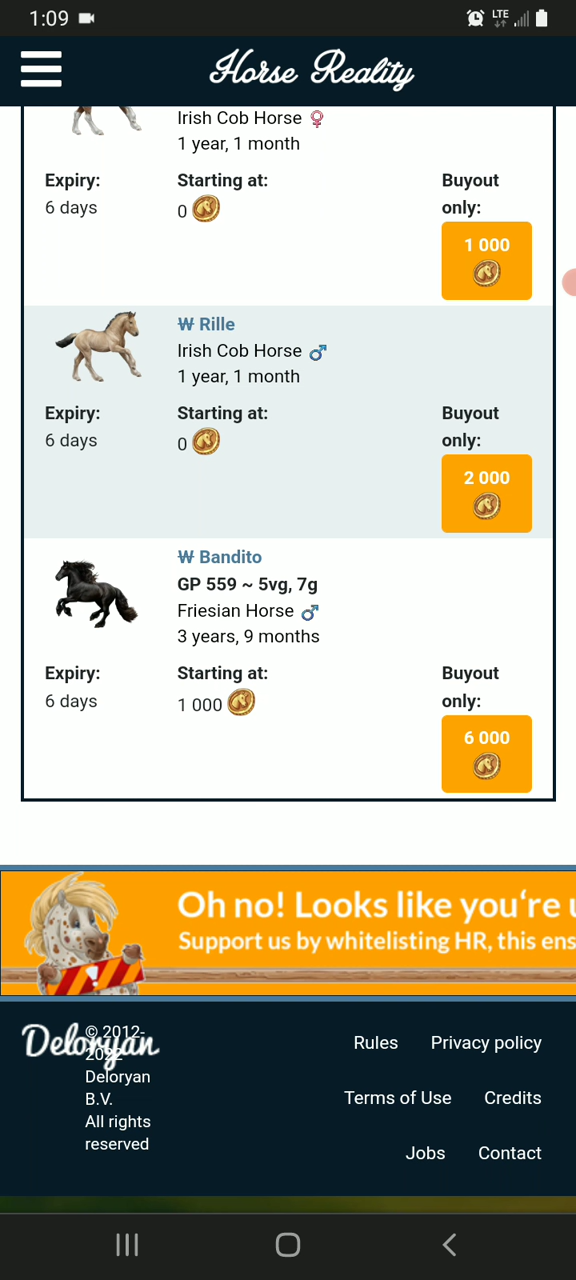 1:09
LTE
Horse Reality
Irish Cob Horse ♀
1 year, 1 month
Expiry:
Starting at:
Buyout only:
6 days
0
1 000
₩ Rille
Irish Cob Horse ♂
1 year, 1 month
Expiry:
Starting at:
Buyout only:
6 days
0
2 000
₩ Bandito
GP 559 ~ 5vg, 7g
Friesian Horse ♂
3 years, 9 months
Expiry:
Starting at:
Buyout only:
6 days
1 000
6 000
Oh no! Looks like you're u
Support us by whitelisting HR, this ens
Deloryan
© 2012-
2022
Deloryan
B.V.
All rights
reserved
Rules Privacy policy
Terms of Use Credits
Jobs Contact